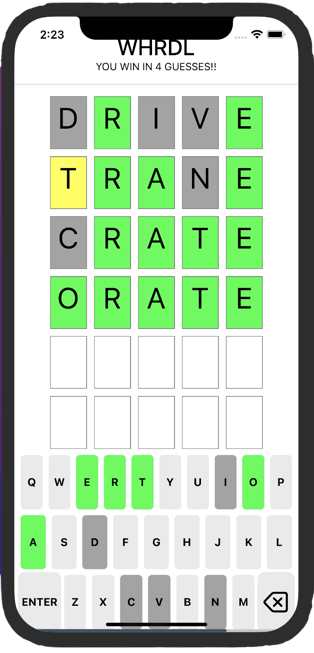 2:23
WHRDL
YOU WIN IN 4 GUESSES!!
D R I V E
T R A N E
C R A T E
O R A T E
Q W E R T Y U I O P
A S D F G H J K L
ENTER Z X C V B N M